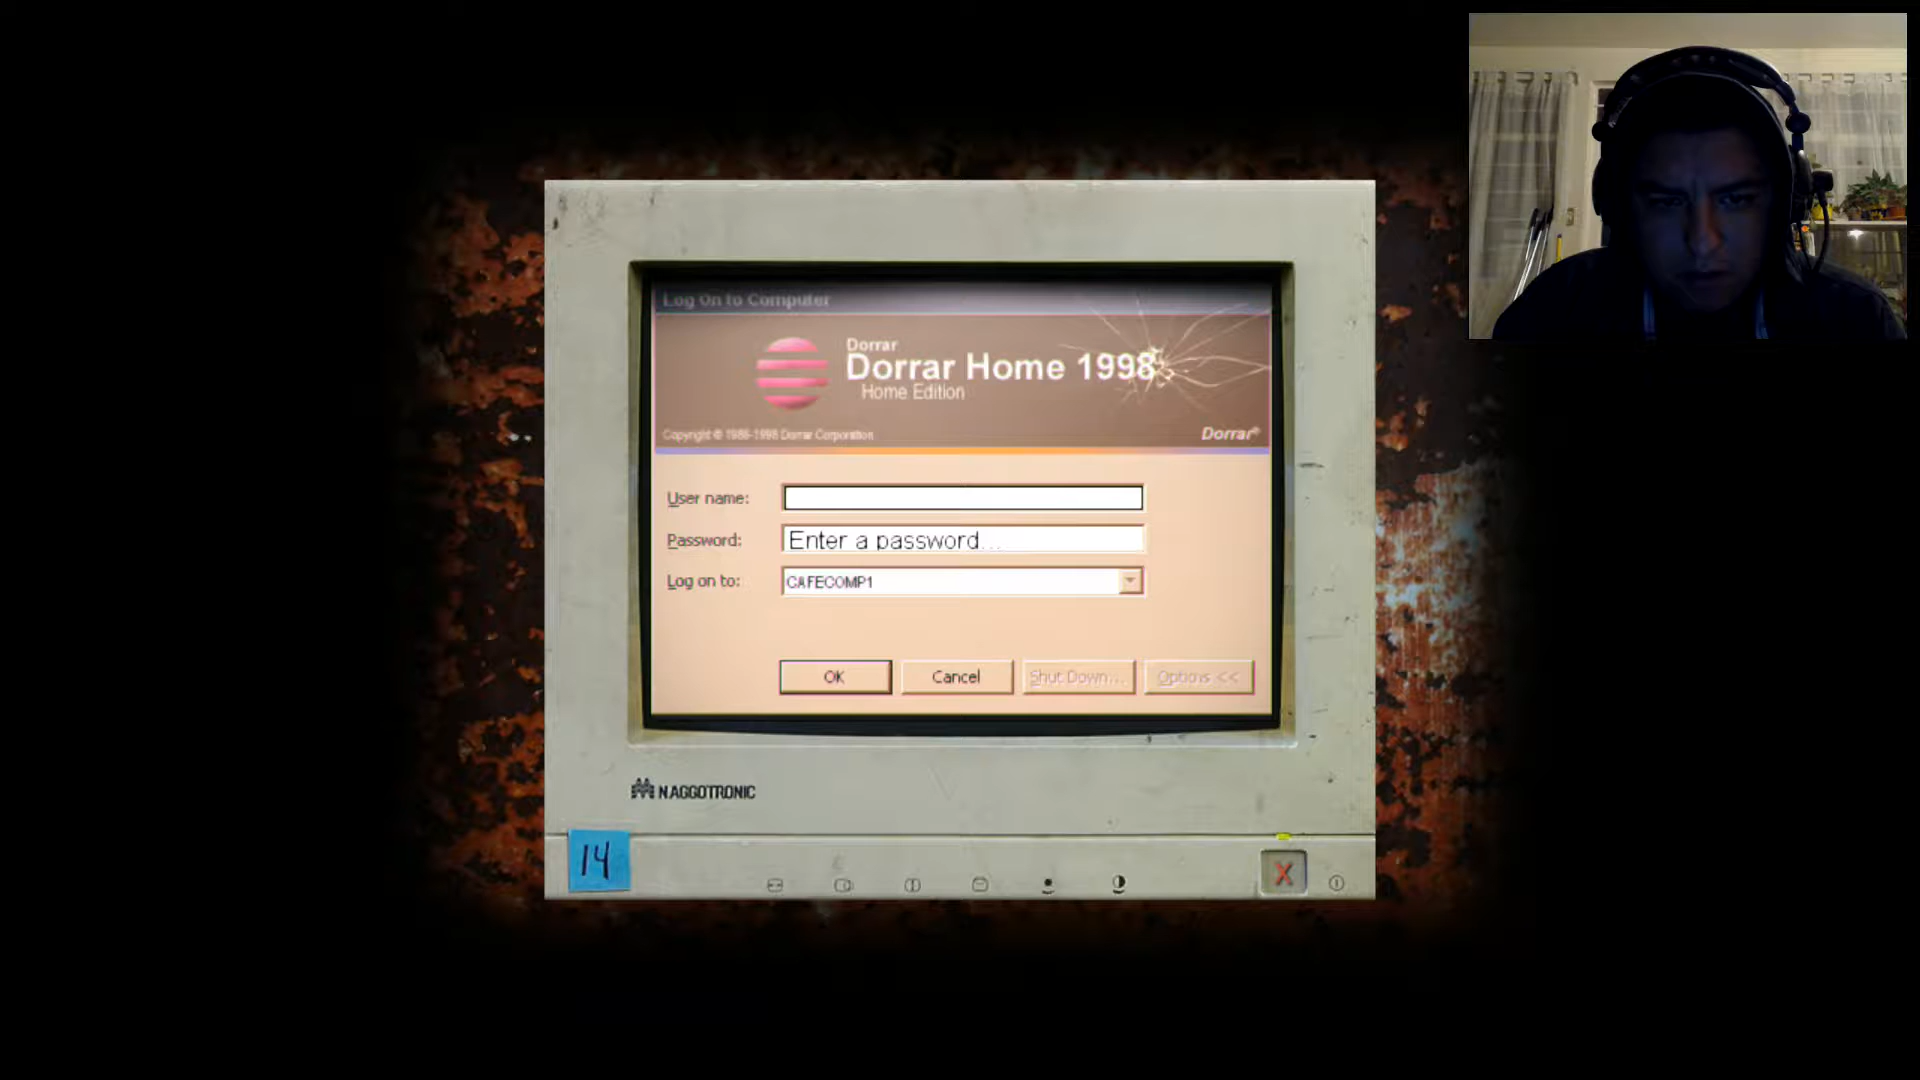 Log On to Computer
Dorrar
Dorrar Home 1998
Home Edition
Copyright © 1988-1998 Dorrar Corporation
Dorrar®
User name:
Password: Enter a password...
Log on to: CAFECOMP1
OK Cancel Shut Down... Options <<
NAGGOTRONIC
14
X